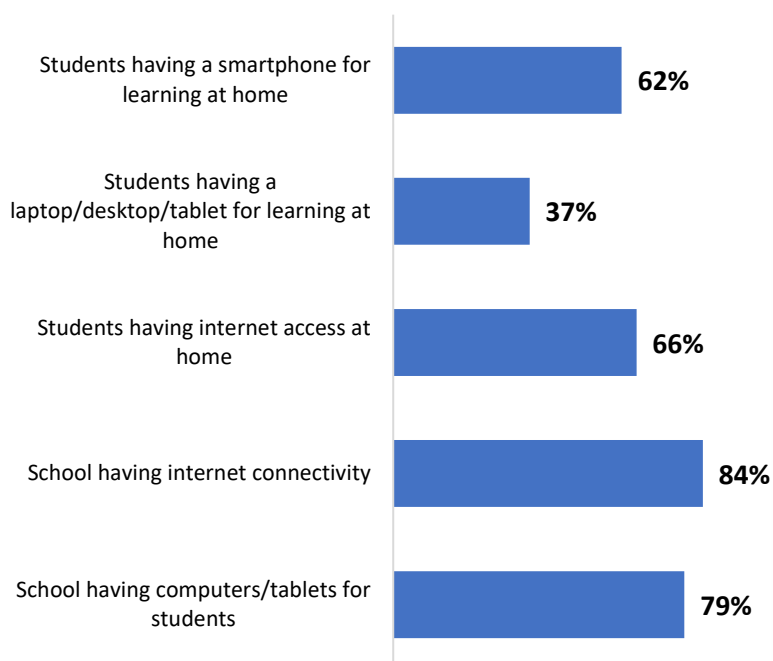 Students having a smartphone for
learning at home
62%
Students having a
laptop/desktop/tablet for learning at
home
37%
Students having internet access at
home
66%
School having internet connectivity
84%
School having computers/tablets for
students
79%